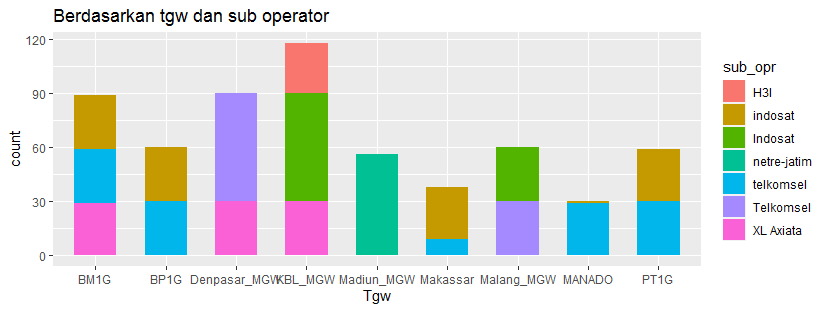 Berdasarkan tgw dan sub operator
120
90
60
30
0
count
BM1G
BP1G
Denpasar_MGW
KBL_MGW
Madiun_MGW
Makassar
Malang_MGW
MANADO
PT1G
Tgw
sub_opr
H3I
indosat
Indosat
netre-jatim
telkomsel
Telkomsel
XL Axiata